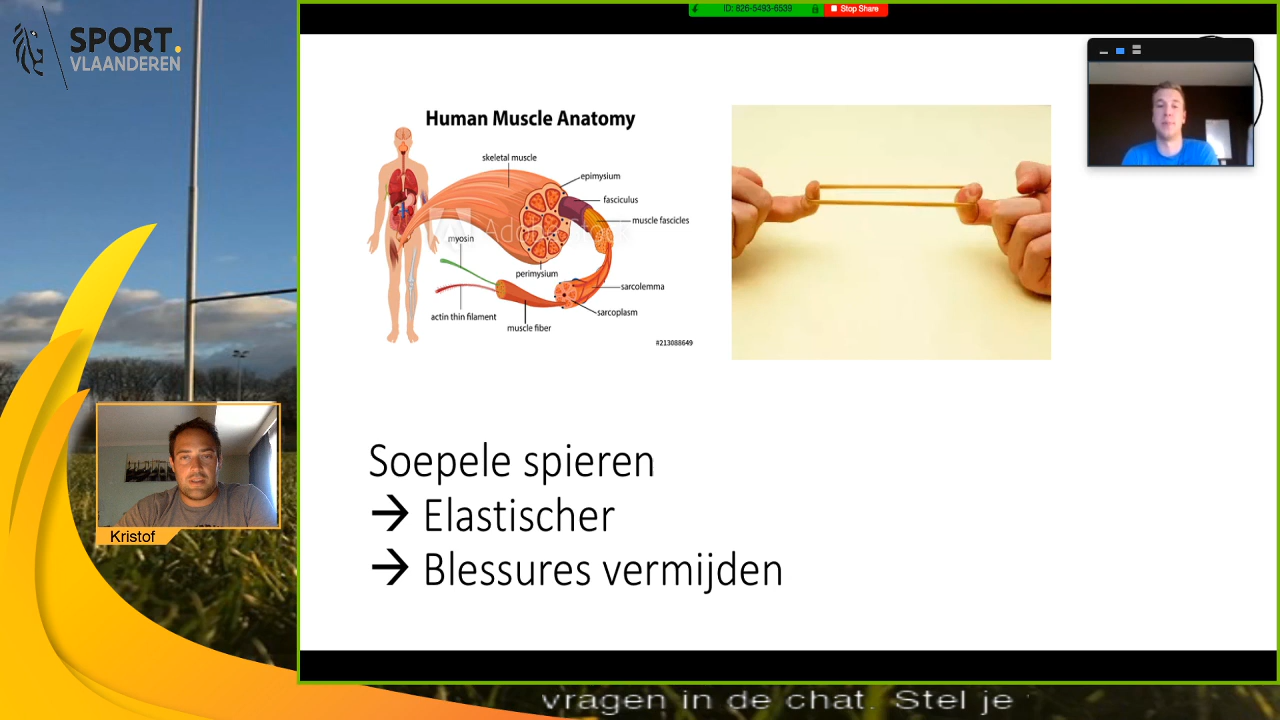 SPORT.
VLAANDEREN
ID: 826-5493-6539
Stop Share
Human Muscle Anatomy
skeletal muscle
epimysium
fasciculus
muscle fascicles
myosin
perimysium
sarcolemma
sarcoplasm
actin thin filament
muscle fiber
#213088649
Soepele spieren
→ Elastischer
→ Blessures vermijden
Kristof
vragen in de chat. Stel je